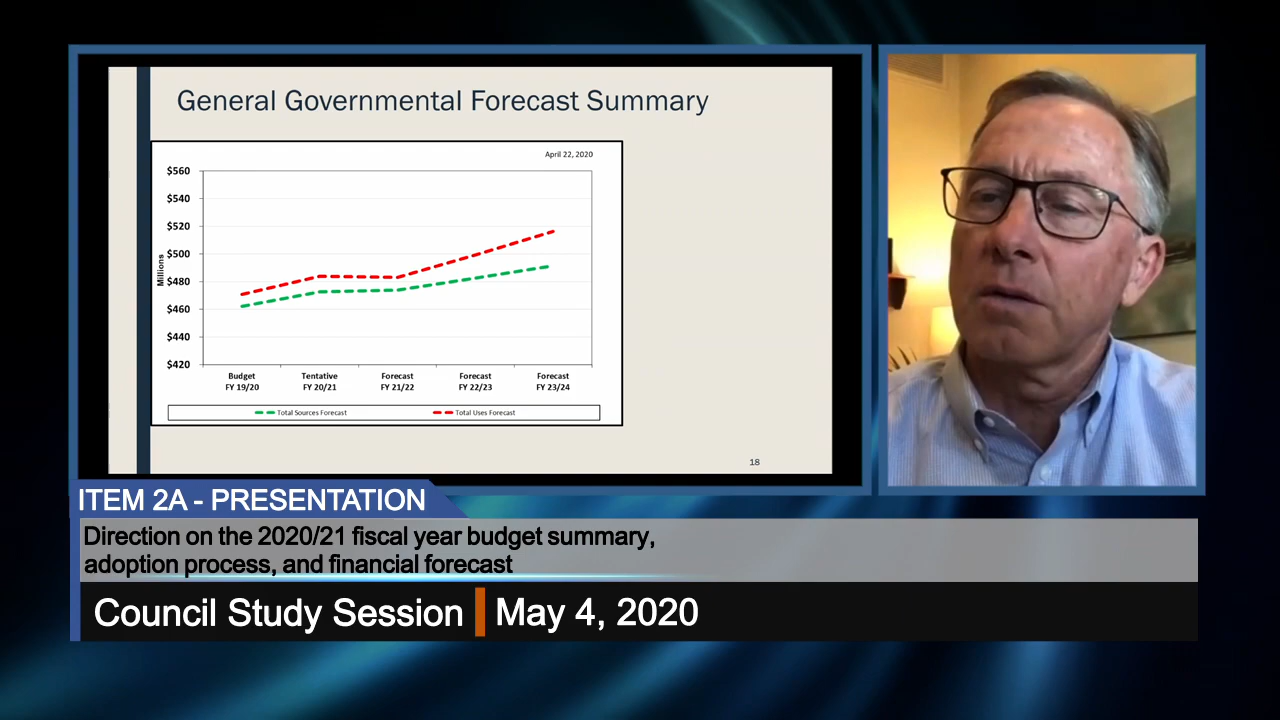 General Governmental Forecast Summary
April 22, 2020
$560
$540
$520
$500
$480
$460
$440
$420
Millions
Budget Tentative Forecast Forecast Forecast
FY 19/20 FY 20/21 FY 21/22 FY 22/23 FY 23/24
Total Sources Forecast Total Uses Forecast
18
ITEM 2A - PRESENTATION
Direction on the 2020/21 fiscal year budget summary,
adoption process, and financial forecast
Council Study Session May 4, 2020